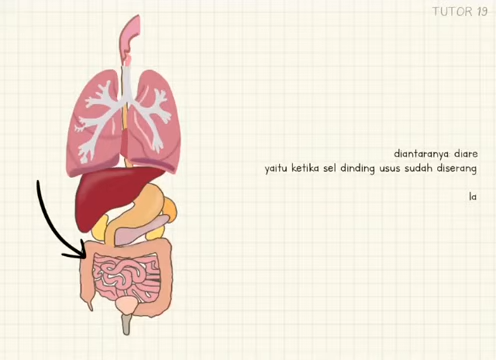 TUTOR 19
diantaranya diare
yaitu ketika sel dinding usus sudah diserang
la